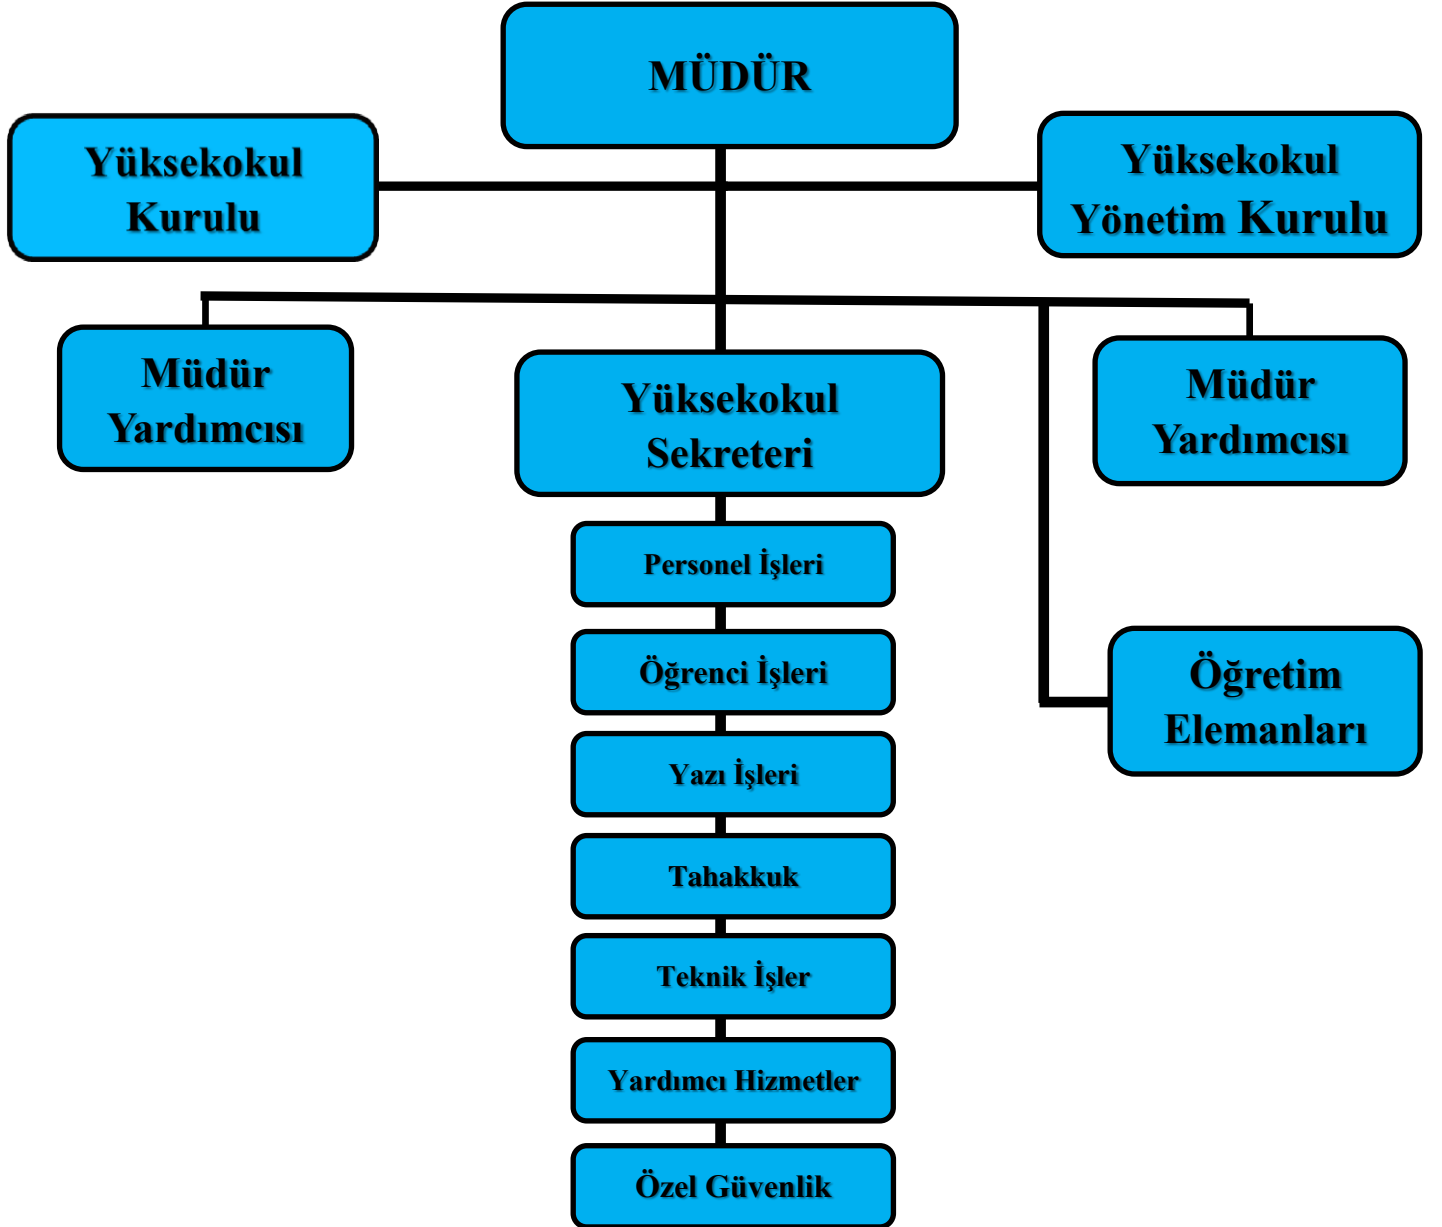 MÜDÜR
Yüksekokul
Kurulu
Yüksekokul
Yönetim Kurulu
Müdür
Yardımcısı
Yüksekokul
Sekreteri
Müdür
Yardımcısı
Personel İşleri
Öğrenci İşleri
Öğretim
Elemanları
Yazı İşleri
Tahakkuk
Teknik İşler
Yardımcı Hizmetler
Özel Güvenlik